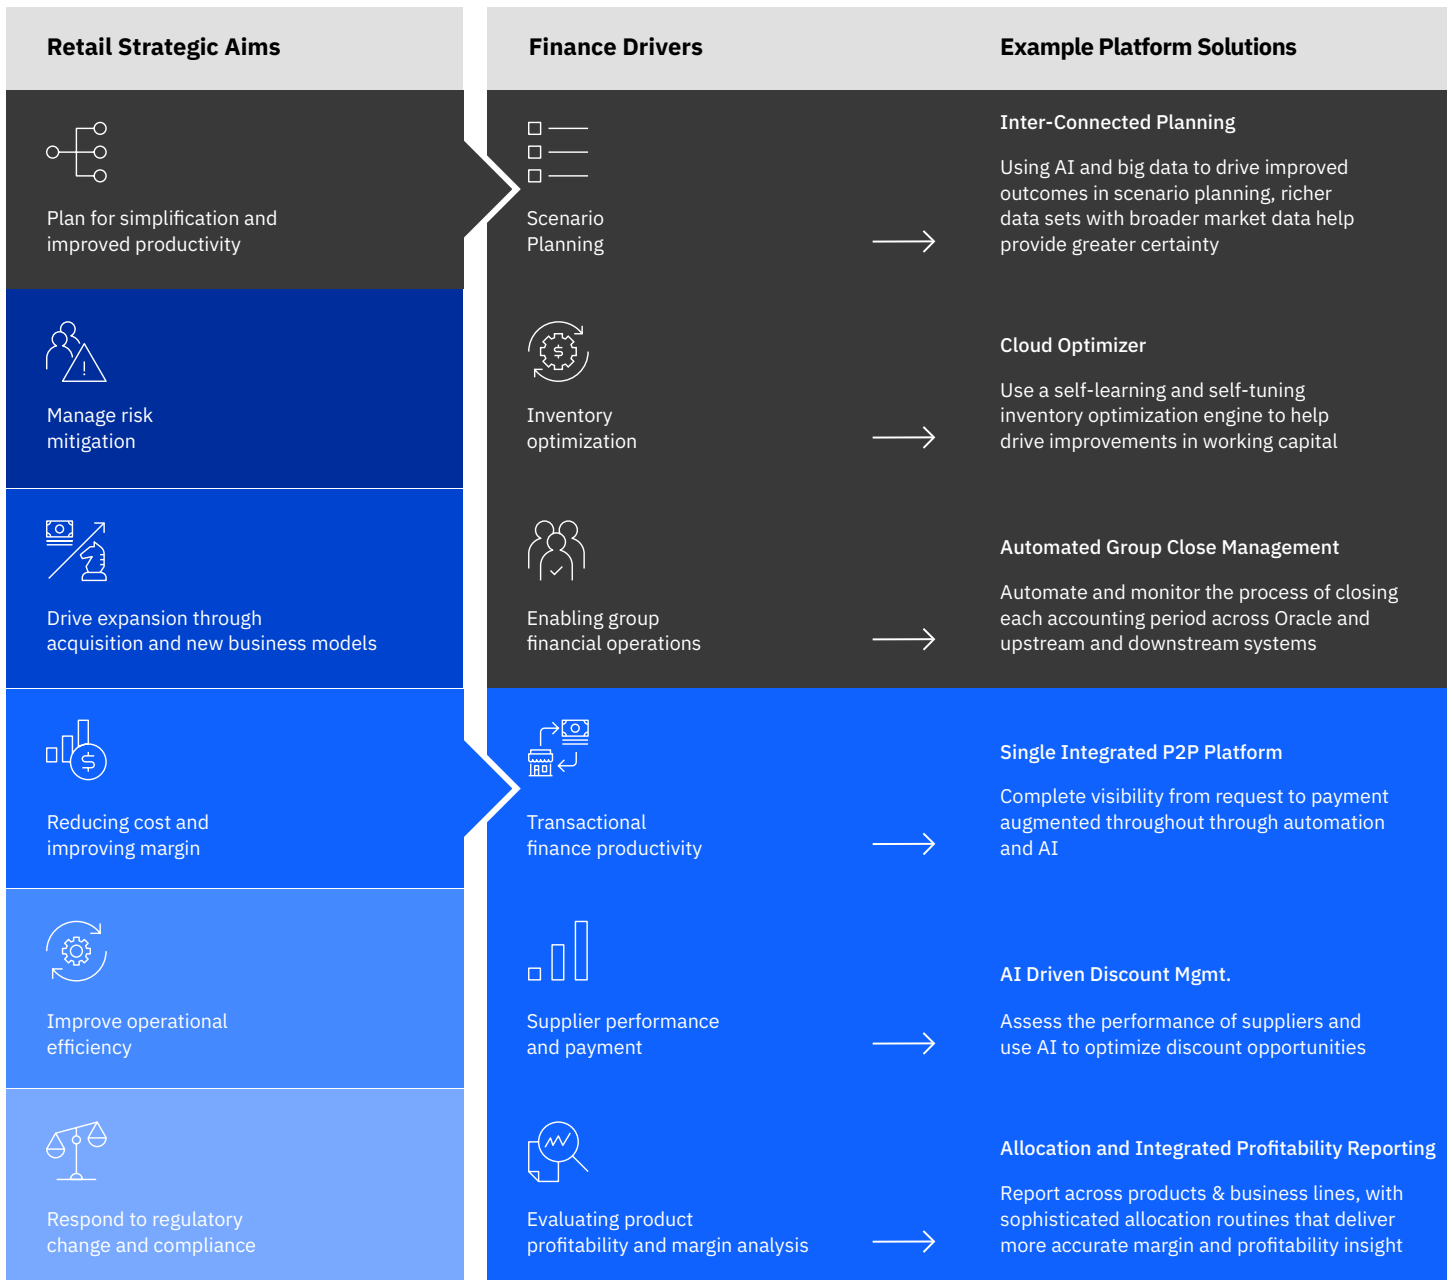 Retail Strategic Aims
Finance Drivers
Example Platform Solutions
Plan for simplification and
improved productivity
Scenario
Planning
Inter-Connected Planning
Using AI and big data to drive improved
outcomes in scenario planning, richer
data sets with broader market data help
provide greater certainty
Manage risk
mitigation
Inventory
optimization
Cloud Optimizer
Use a self-learning and self-tuning
inventory optimization engine to help
drive improvements in working capital
Drive expansion through
acquisition and new business models
Enabling group
financial operations
Automated Group Close Management
Automate and monitor the process of closing
each accounting period across Oracle and
upstream and downstream systems
Reducing cost and
improving margin
Transactional
finance productivity
Single Integrated P2P Platform
Complete visibility from request to payment
augmented throughout through automation
and AI
Improve operational
efficiency
Supplier performance
and payment
AI Driven Discount Mgmt.
Assess the performance of suppliers and
use AI to optimize discount opportunities
Respond to regulatory
change and compliance
Evaluating product
profitability and margin analysis
Allocation and Integrated Profitability Reporting
Report across products & business lines, with
sophisticated allocation routines that deliver
more accurate margin and profitability insight